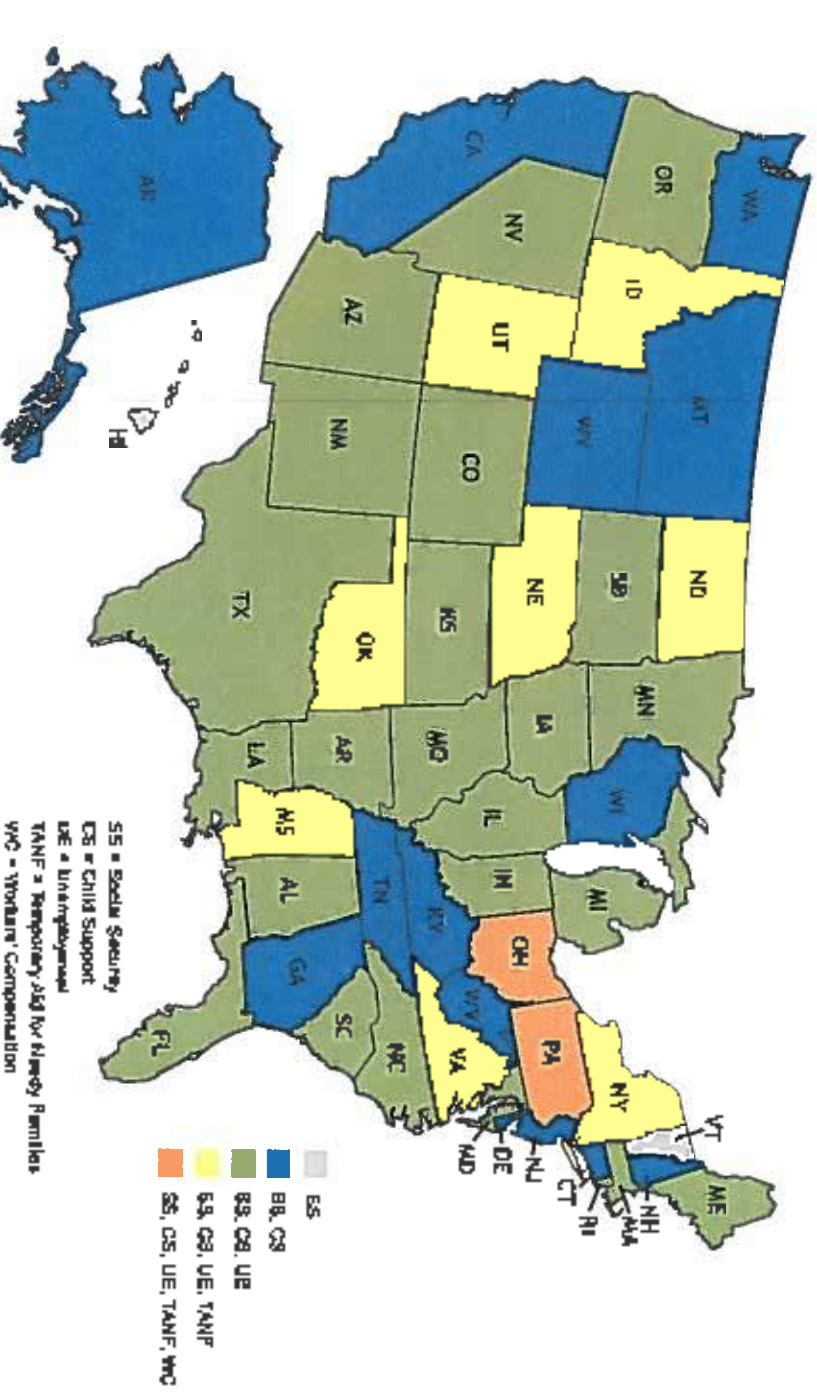 WA
OR
CA
NV
ID
UT
AZ
MT
WY
CO
NM
ND
SD
NE
KS
OK
TX
MN
IA
MO
AR
LA
WI
IL
MS
MI
IN
KY
TN
AL
OH
WV
GA
FL
PA
VA
NC
SC
NY
VT
ME
NH
MA
RI
CT
NJ
DE
MD
AK
HI
SS
SS, CS
SS, CS, UE
SS, CS, UE, TANF
SS, CS, UE, TANF, WC
SS = Social Security
CS = Child Support
UE = Unemployment
TANF = Temporary Aid for Needy Families
WC = Workers' Compensation